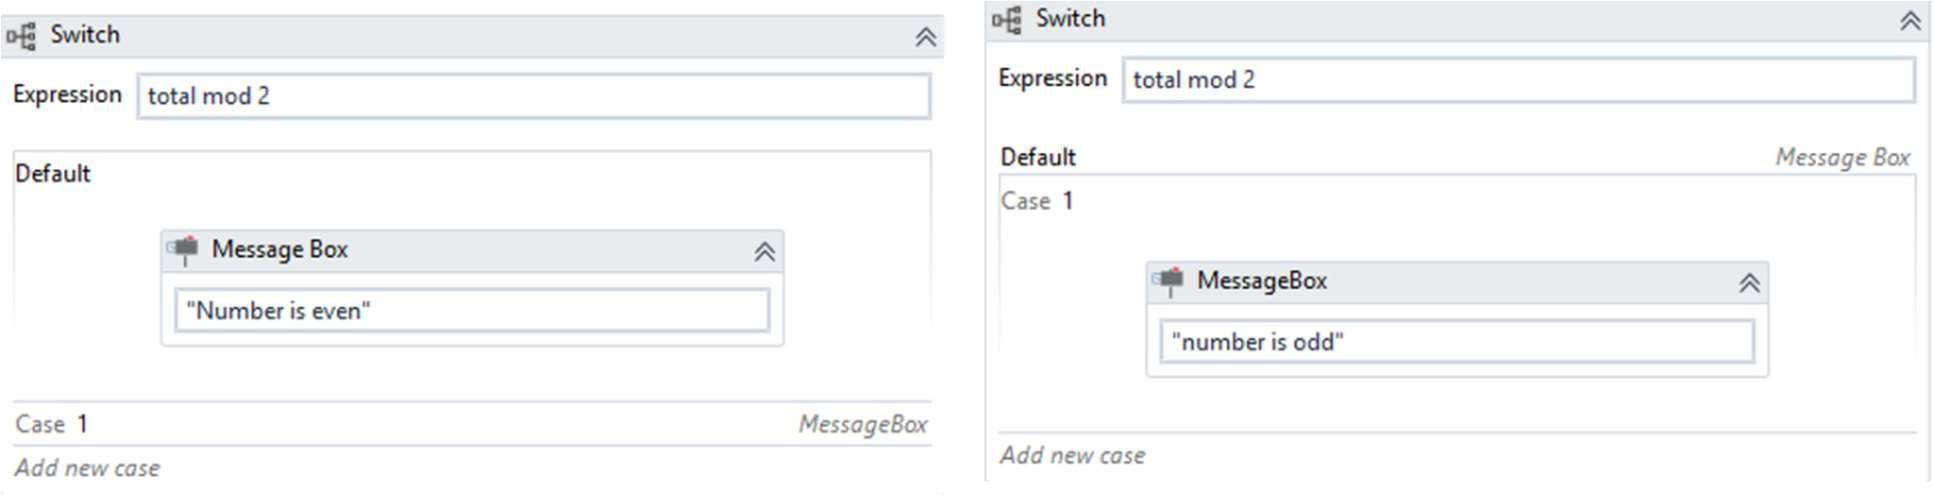 Switch
Expression total mod 2
Default
Message Box
"Number is even"
Case 1 MessageBox
Add new case
Switch
Expression total mod 2
Default Message Box
Case 1
MessageBox
"number is odd"
Add new case